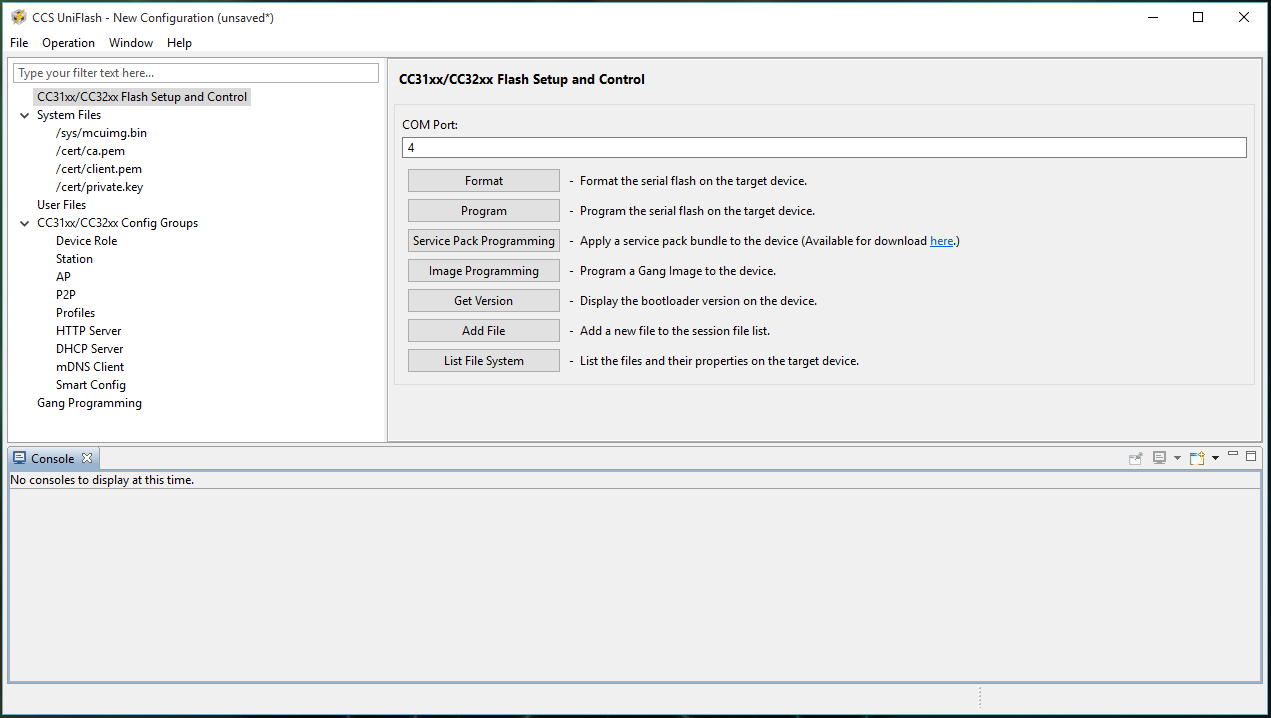 CCS UniFlash - New Configuration (unsaved*)
File Operation Window Help
Type your filter text here...
CC31xx/CC32xx Flash Setup and Control
System Files
/sys/mcuimg.bin
/cert/ca.pem
/cert/client.pem
/cert/private.key
User Files
CC31xx/CC32xx Config Groups
Device Role
Station
AP
P2P
Profiles
HTTP Server
DHCP Server
mDNS Client
Smart Config
Gang Programming
CC31xx/CC32xx Flash Setup and Control
COM Port:
4
Format - Format the serial flash on the target device.
Program - Program the serial flash on the target device.
Service Pack Programming - Apply a service pack bundle to the device (Available for download here.)
Image Programming - Program a Gang Image to the device.
Get Version - Display the bootloader version on the device.
Add File - Add a new file to the session file list.
List File System - List the files and their properties on the target device.
Console
No consoles to display at this time.